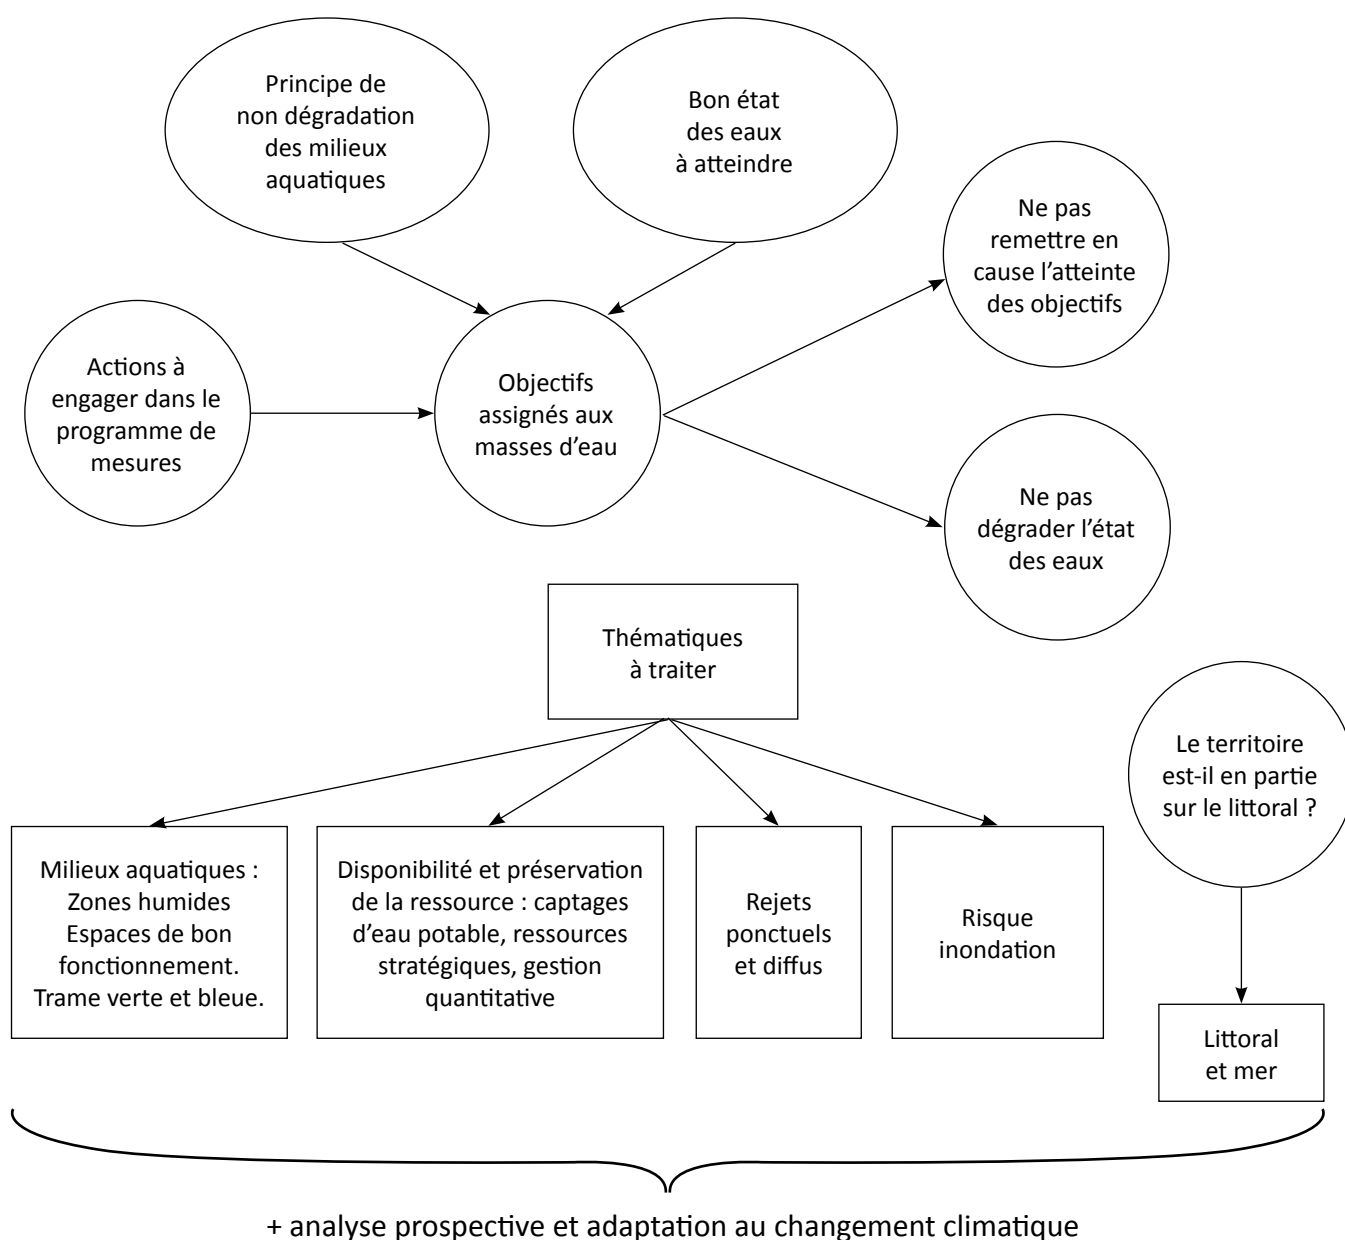 Principe de
non dégradation
des milieux
aquatiques
Bon état
des eaux
à atteindre
Ne pas
remettre en
cause l’atteinte
des objectifs
Actions à
engager dans le
programme de
mesures
Objectifs
assignés aux
masses d’eau
Ne pas
dégrader l’état
des eaux
Thématiques
à traiter
Le territoire
est-il en partie
sur le littoral ?
Milieux aquatiques :
Zones humides
Espaces de bon
fonctionnement.
Trame verte et bleue.
Disponibilité et préservation
de la ressource : captages
d’eau potable, ressources
stratégiques, gestion
quantitative
Rejets
ponctuels
et diffus
Risque
inondation
Littoral
et mer
+ analyse prospective et adaptation au changement climatique